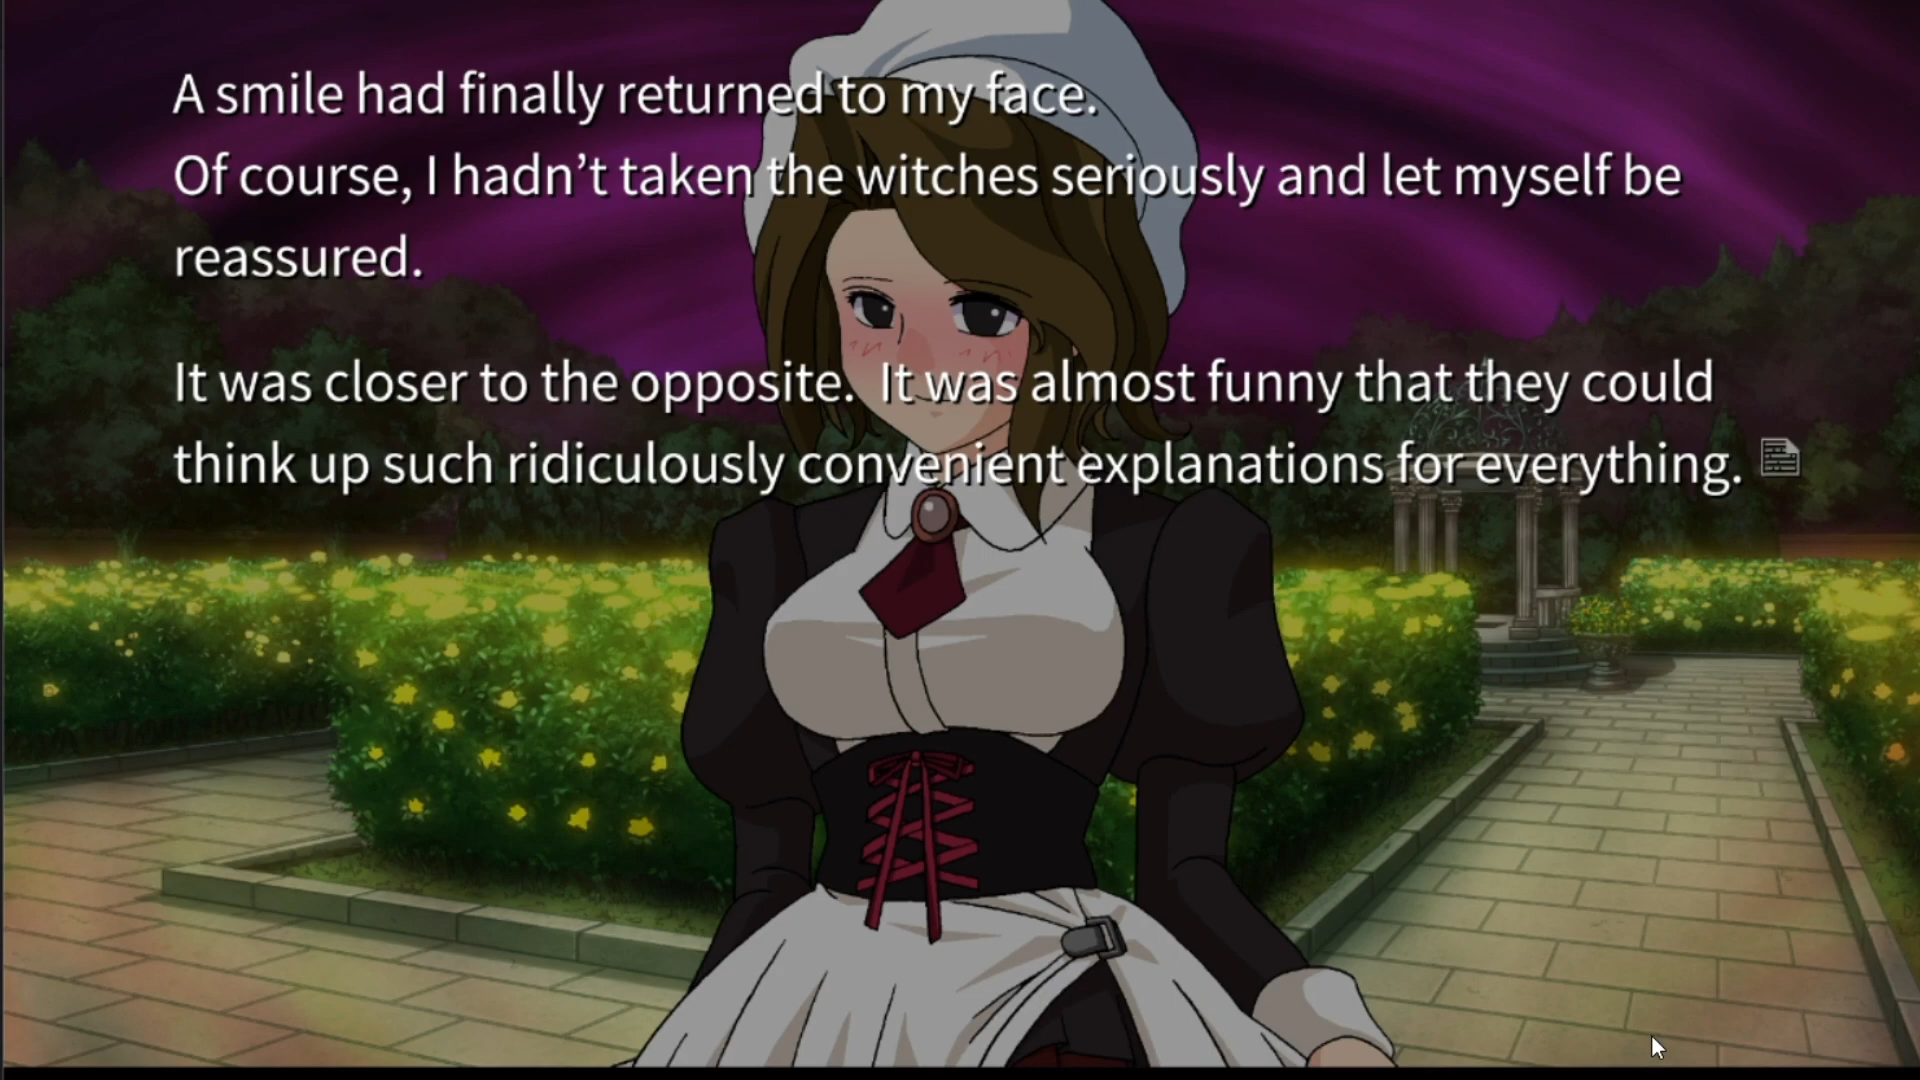 A smile had finally returned to my face.
Of course, I hadn’t taken the witches seriously and let myself be
reassured.
It was closer to the opposite.  It was almost funny that they could
think up such ridiculously convenient explanations for everything.